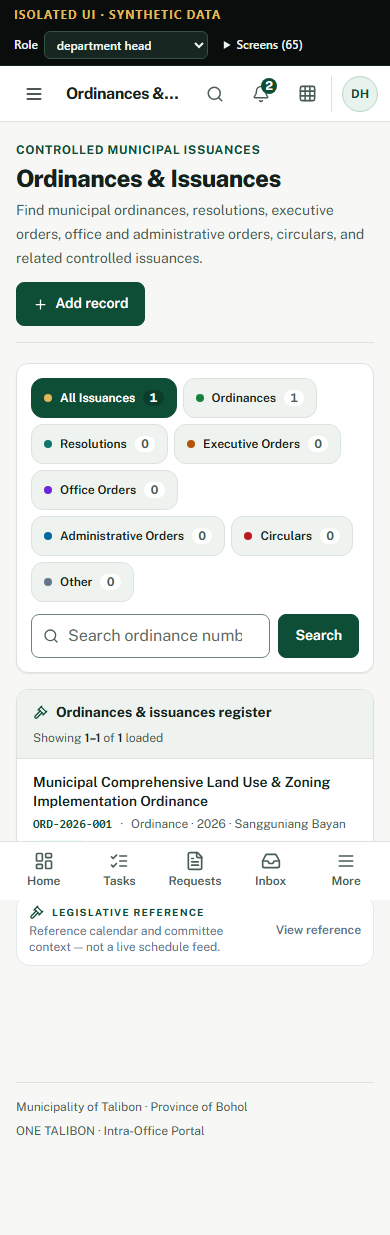 ISOLATED UI · SYNTHETIC DATA
Role department head ▶ Screens (65)
Ordinances &... 2 DH
CONTROLLED MUNICIPAL ISSUANCES
Ordinances & Issuances
Find municipal ordinances, resolutions, executive
orders, office and administrative orders, circulars, and
related controlled issuances.
+ Add record
All Issuances 1 Ordinances 1
Resolutions 0 Executive Orders 0
Office Orders 0
Administrative Orders 0 Circulars 0
Other 0
Search ordinance numb Search
Ordinances & issuances register
Showing 1–1 of 1 loaded
Municipal Comprehensive Land Use & Zoning
Implementation Ordinance
ORD-2026-001 · Ordinance · 2026 · Sangguniang Bayan
Home Tasks Requests Inbox More
LEGISLATIVE REFERENCE
Reference calendar and committee
context — not a live schedule feed.
View reference
Municipality of Talibon · Province of Bohol
ONE TALIBON · Intra-Office Portal